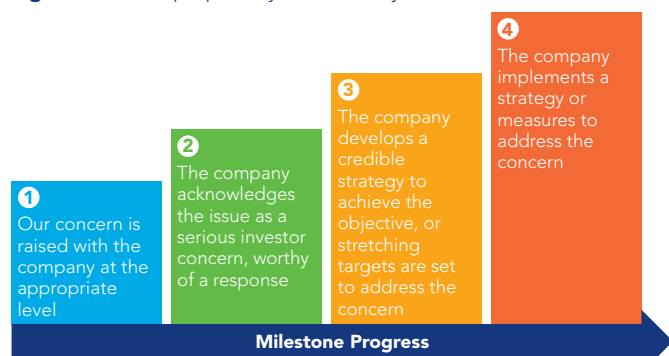 1
Our concern is
raised with the
company at the
appropriate
level
2
The company
acknowledges
the issue as a
serious investor
concern, worthy
of a response
3
The company
develops a
credible
strategy to
achieve the
objective, or
stretching
targets are set
to address the
concern
4
The company
implements a
strategy or
measures to
address the
concern
Milestone Progress